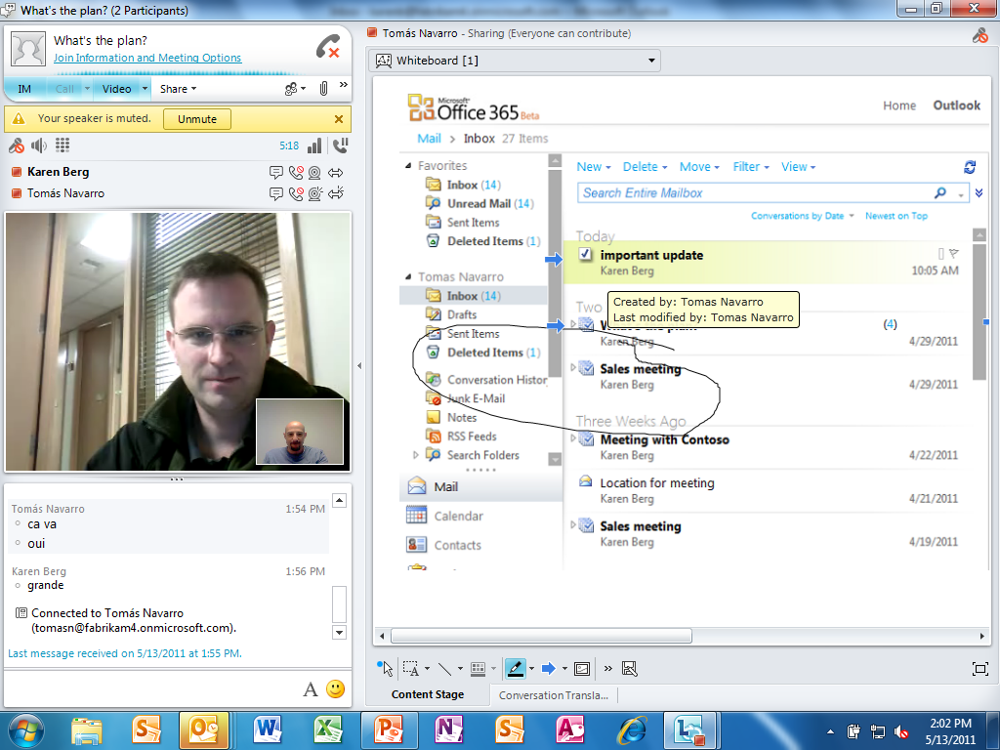 What's the plan? (2 Participants)
What's the plan?
Join Information and Meeting Options
IM Call Video Share
Your speaker is muted. Unmute
5:18
Karen Berg
Tomás Navarro
Tomás Navarro 1:54 PM
ca va
oui
Karen Berg 1:56 PM
grande
Connected to Tomás Navarro
(tomasn@fabrikam4.onmicrosoft.com).
Last message received on 5/13/2011 at 1:55 PM.
A
Tomás Navarro - Sharing (Everyone can contribute)
Whiteboard [1]
Microsoft®
Office 365 Beta
Home Outlook
Mail > Inbox 27 Items
Favorites
Inbox (14)
Unread Mail (14)
Sent Items
Deleted Items (1)
Tomas Navarro
Inbox (14)
Drafts
Sent Items
Deleted Items (1)
Conversation Histor
Junk E-Mail
Notes
RSS Feeds
Search Folders
Mail
Calendar
Contacts
New Delete Move Filter View
Search Entire Mailbox
Conversations by Date Newest on Top
Today
important update
Karen Berg 10:05 AM
Two
Created by: Tomas Navarro
Last modified by: Tomas Navarro
(4)
Karen Berg 4/29/2011
Sales meeting
Karen Berg 4/29/2011
Three Weeks Ago
Meeting with Contoso
Karen Berg 4/22/2011
Location for meeting
Karen Berg 4/21/2011
Sales meeting
Karen Berg 4/19/2011
Content Stage Conversation Transla...
2:02 PM
5/13/2011